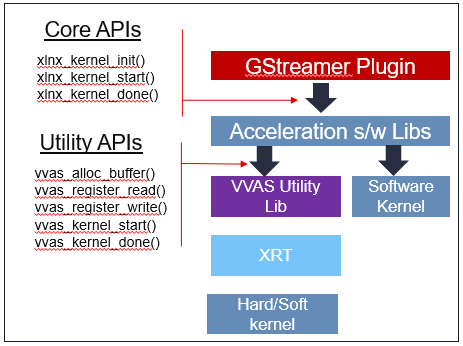 Core APIs
xlnx_kernel_init()
xlnx_kernel_start()
xlnx_kernel_done()
Utility APIs
vvas_alloc_buffer()
vvas_register_read()
vvas_register_write()
vvas_kernel_start()
vvas_kernel_done()
GStreamer Plugin
Acceleration s/w Libs
VVAS Utility
Lib
Software
Kernel
XRT
Hard/Soft
kernel